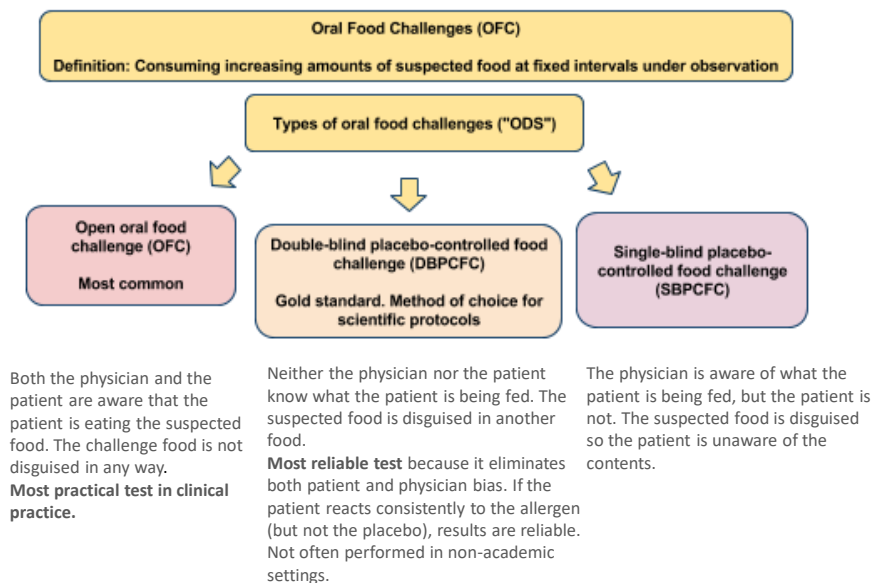 Oral Food Challenges (OFC)
Definition: Consuming increasing amounts of suspected food at fixed intervals under observation
Types of oral food challenges ("ODS")
Open oral food
challenge (OFC)
Most common
Double-blind placebo-controlled food
challenge (DBPCFC)
Gold standard. Method of choice for
scientific protocols
Single-blind placebo-
controlled food challenge
(SBPCFC)
Both the physician and the
patient are aware that the
patient is eating the suspected
food. The challenge food is not
disguised in any way.
Most practical test in clinical
practice.
Neither the physician nor the patient
know what the patient is being fed. The
suspected food is disguised in another
food.
Most reliable test because it eliminates
both patient and physician bias. If the
patient reacts consistently to the allergen
(but not the placebo), results are reliable.
Not often performed in non-academic
settings.
The physician is aware of what the
patient is being fed, but the patient is
not. The suspected food is disguised
so the patient is unaware of the
contents.